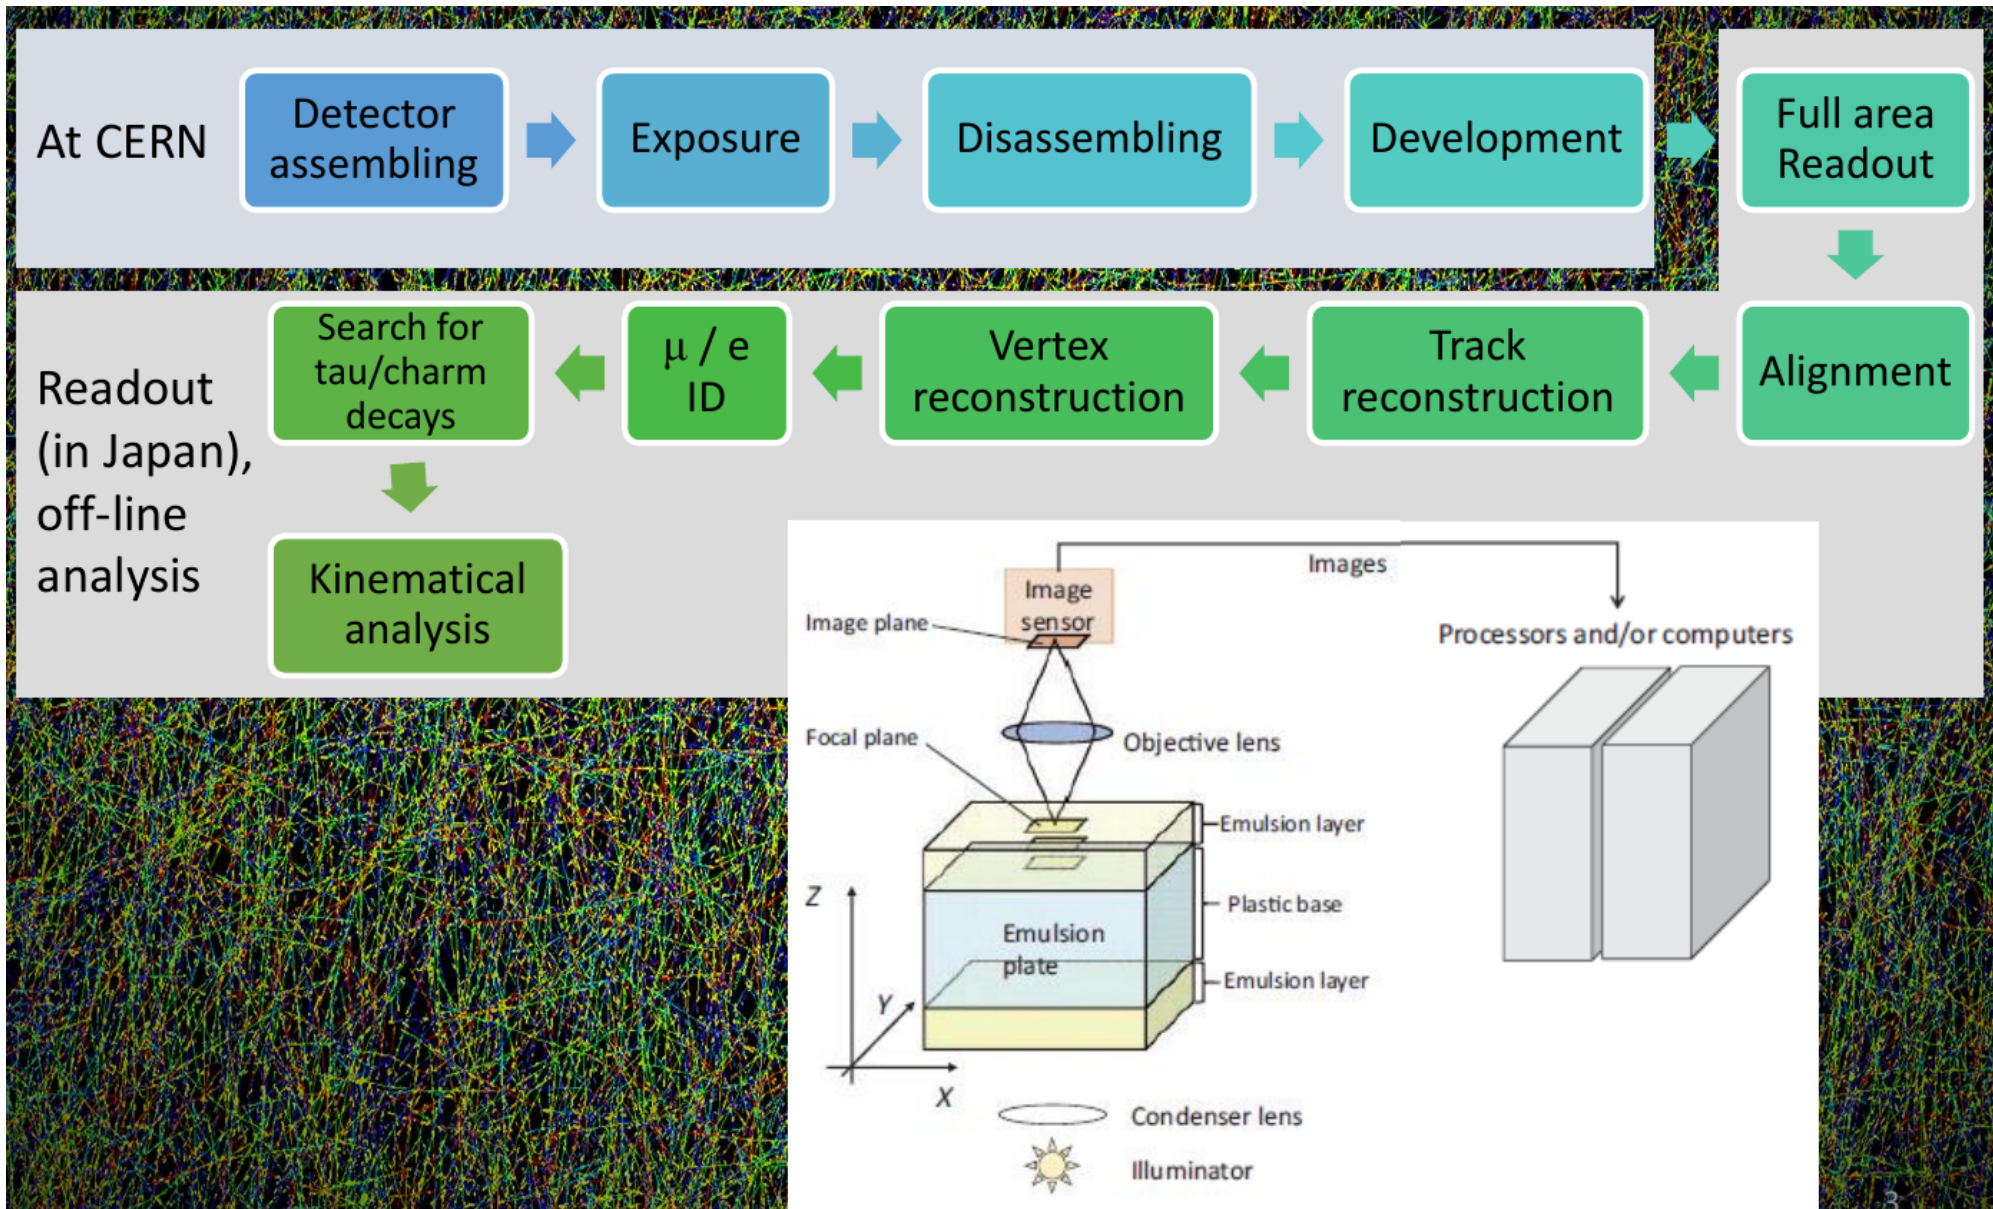 At CERN
Detector
assembling
Exposure
Disassembling
Development
Full area
Readout
Alignment
Track
reconstruction
Vertex
reconstruction
μ / e
ID
Search for
tau/charm
decays
Kinematical
analysis
Readout
(in Japan),
off-line
analysis
Images
Image
sensor
Image plane
Processors and/or computers
Focal plane
Objective lens
Emulsion layer
Plastic base
Emulsion
plate
Emulsion layer
Z
Y
X
Condenser lens
Illuminator
3